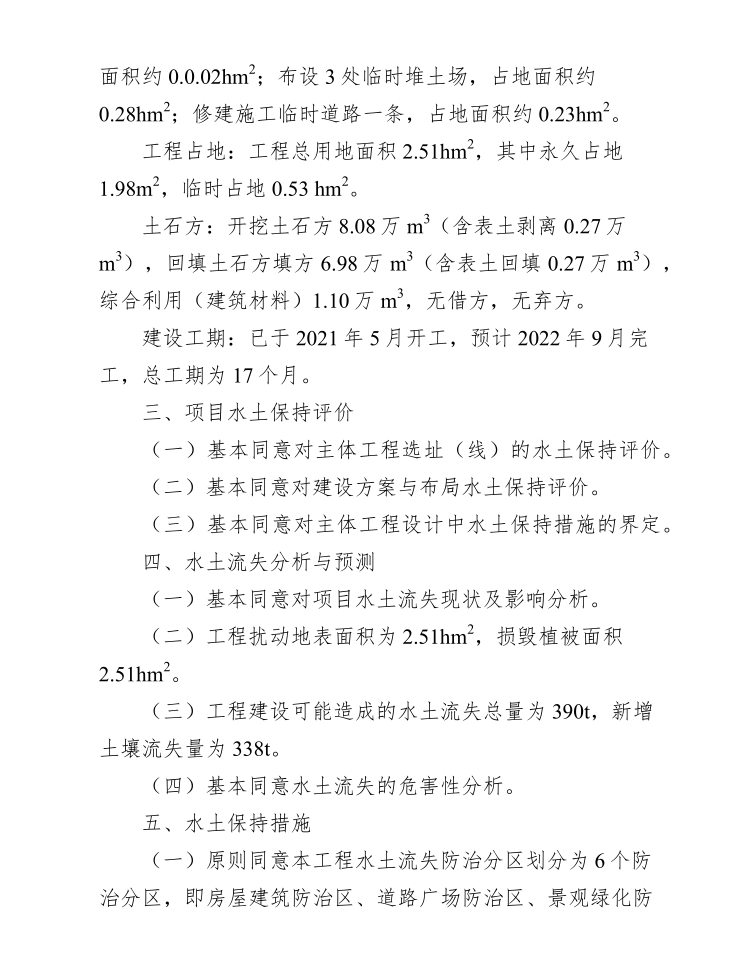 面积约 0.0.02hm²；布设 3 处临时堆土场，占地面积约
0.28hm²；修建施工临时道路一条，占地面积约 0.23hm²。
工程占地：工程总用地面积 2.51hm²，其中永久占地
1.98m²，临时占地 0.53 hm²。
土石方：开挖土石方 8.08 万 m³（含表土剥离 0.27 万
m³），回填土石方填方 6.98 万 m³（含表土回填 0.27 万 m³），
综合利用（建筑材料）1.10 万 m³，无借方，无弃方。
建设工期：已于 2021 年 5 月开工，预计 2022 年 9 月完
工，总工期为 17 个月。
三、项目水土保持评价
（一）基本同意对主体工程选址（线）的水土保持评价。
（二）基本同意对建设方案与布局水土保持评价。
（三）基本同意对主体工程设计中水土保持措施的界定。
四、水土流失分析与预测
（一）基本同意对项目水土流失现状及影响分析。
（二）工程扰动地表面积为 2.51hm²，损毁植被面积
2.51hm²。
（三）工程建设可能造成的水土流失总量为 390t，新增
土壤流失量为 338t。
（四）基本同意水土流失的危害性分析。
五、水土保持措施
（一）原则同意本工程水土流失防治分区划分为 6 个防
治分区，即房屋建筑防治区、道路广场防治区、景观绿化防